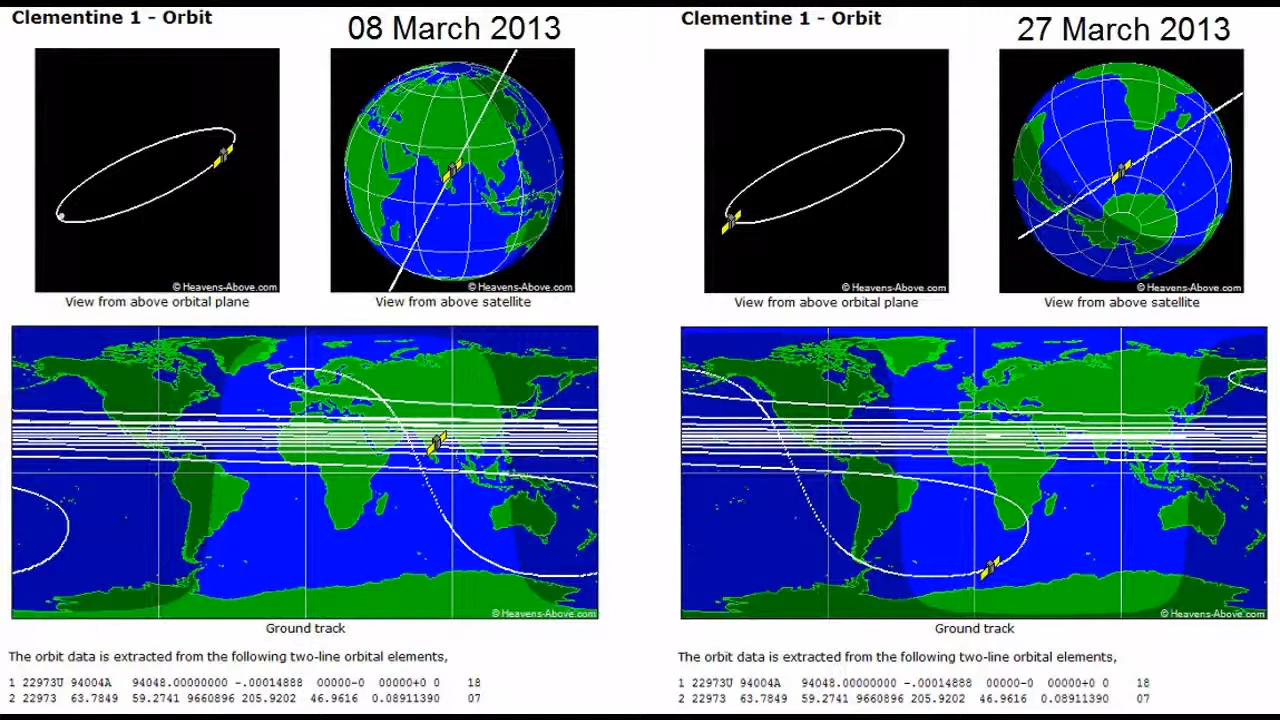 Clementine 1 - Orbit
08 March 2013
© Heavens-Above.com
© Heavens-Above.com
View from above orbital plane
View from above satellite
© Heavens-Above.com
Ground track
The orbit data is extracted from the following two-line orbital elements,
1 22973U 94004A 94048.00000000 -.00014888 00000-0 00000+0 0 18
2 22973 63.7849 59.2741 9660896 205.9202 46.9616 0.08911390 07
Clementine 1 - Orbit
27 March 2013
© Heavens-Above.com
© Heavens-Above.com
View from above orbital plane
View from above satellite
© Heavens-Above.com
Ground track
The orbit data is extracted from the following two-line orbital elements,
1 22973U 94004A 94048.00000000 -.00014888 00000-0 00000+0 0 18
2 22973 63.7849 59.2741 9660896 205.9202 46.9616 0.08911390 07